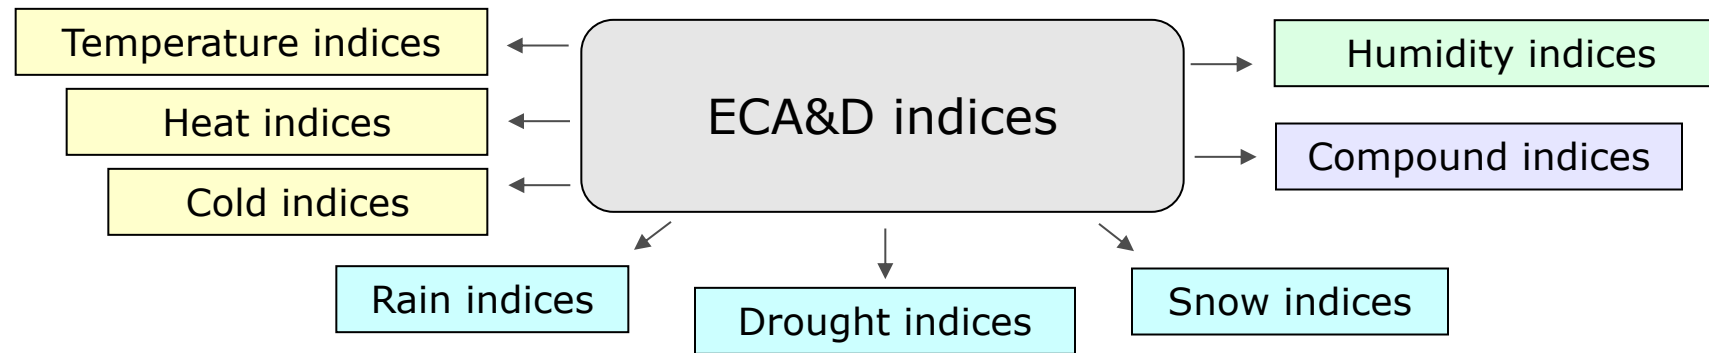 Temperature indices
Heat indices
Cold indices
ECA&D indices
Humidity indices
Compound indices
Rain indices
Drought indices
Snow indices